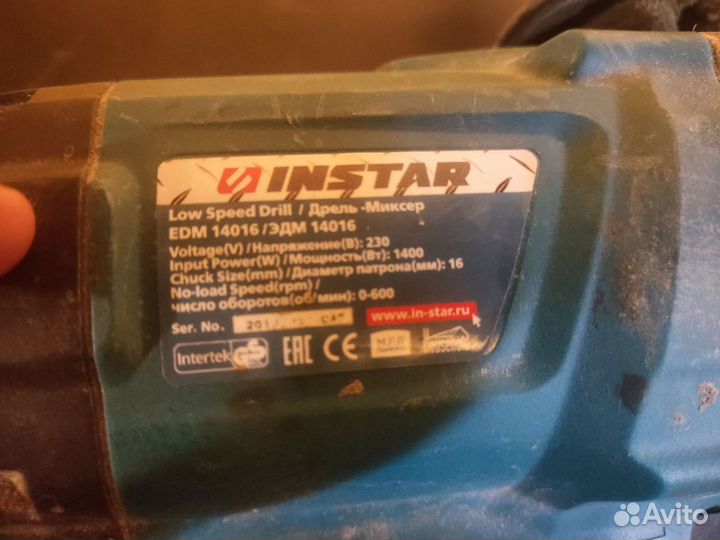 INSTAR
Low Speed Drill / Дрель -Миксер
EDM 14016 /ЭДМ 14016
Voltage(V) /Напряжение(В): 230
Input Power(W) /Мощность(Вт): 1400
Chuck Size(mm) /Диаметр патрона(мм): 16
No-load Speed(rpm) /
число оборотов(об/мин): 0-600
Ser. No.
www.in-star.ru
Intertek GS EAC CE Household
Avito